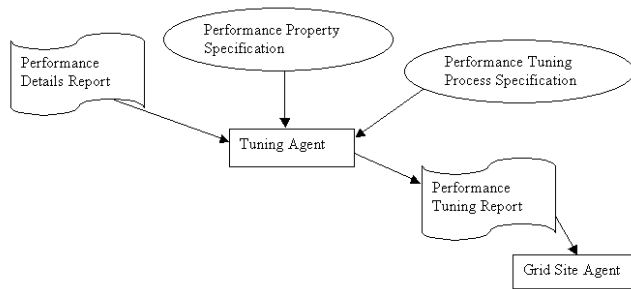 Performance Property
Specification
Performance
Details Report
Performance Tuning
Process Specification
Tuning Agent
Performance
Tuning Report
Grid Site Agent